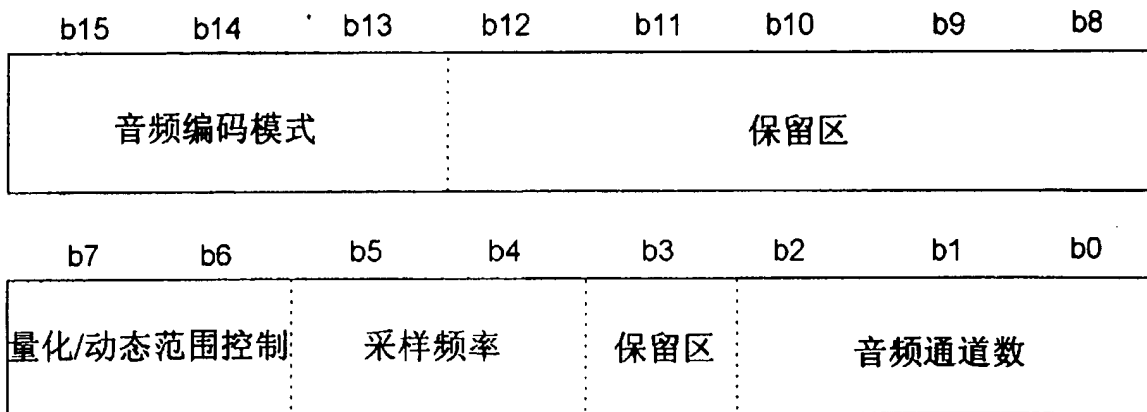 b15 b14 b13 b12 b11 b10 b9 b8
音频编码模式 保留区
b7 b6 b5 b4 b3 b2 b1 b0
量化/动态范围控制 采样频率 保留区 音频通道数